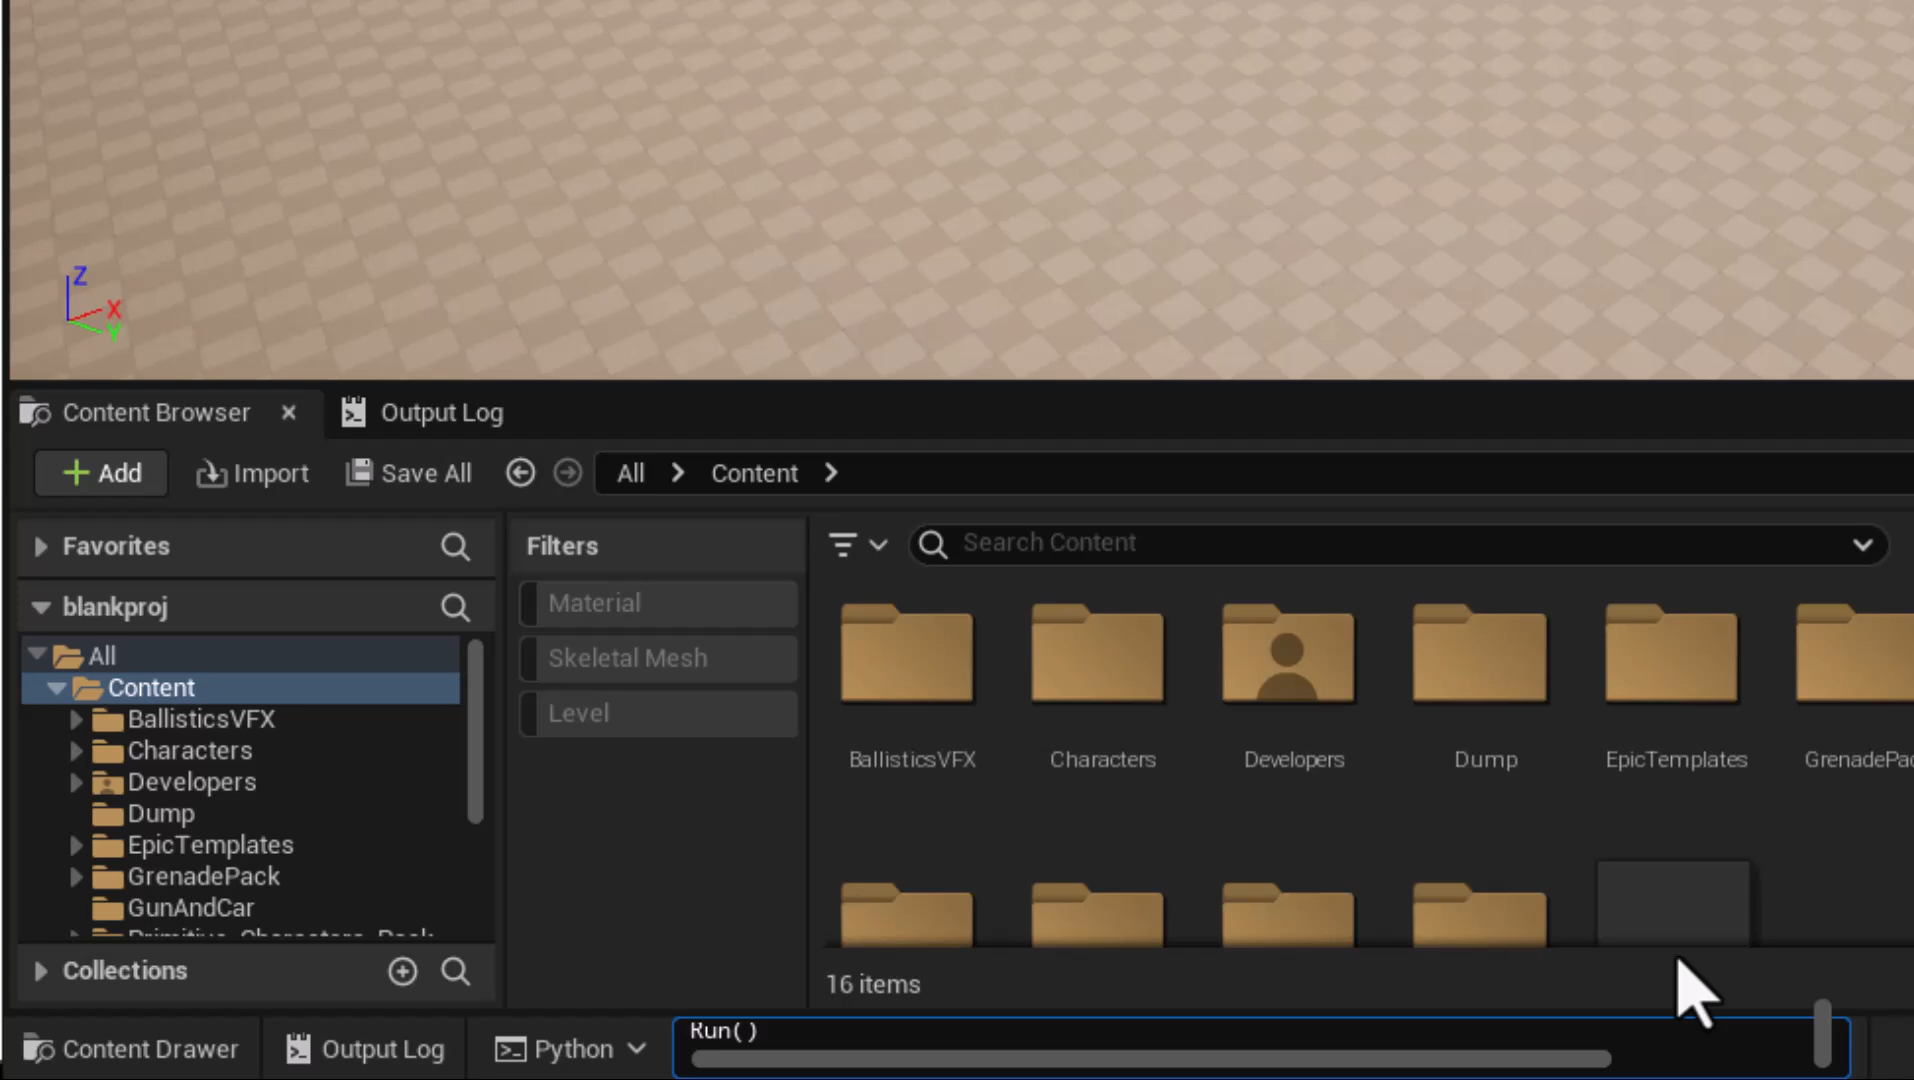 Z
X
Y
Content Browser
Output Log
Add
Import
Save All
All
Content
Favorites
Filters
Search Content
blankproj
Material
Skeletal Mesh
Level
All
Content
BallisticsVFX
Characters
Developers
Dump
EpicTemplates
GrenadePack
GunAndCar
Primitive_Characters_Pack
BallisticsVFX
Characters
Developers
Dump
EpicTemplates
GrenadePac
Collections
16 items
Content Drawer
Output Log
Python
Run()